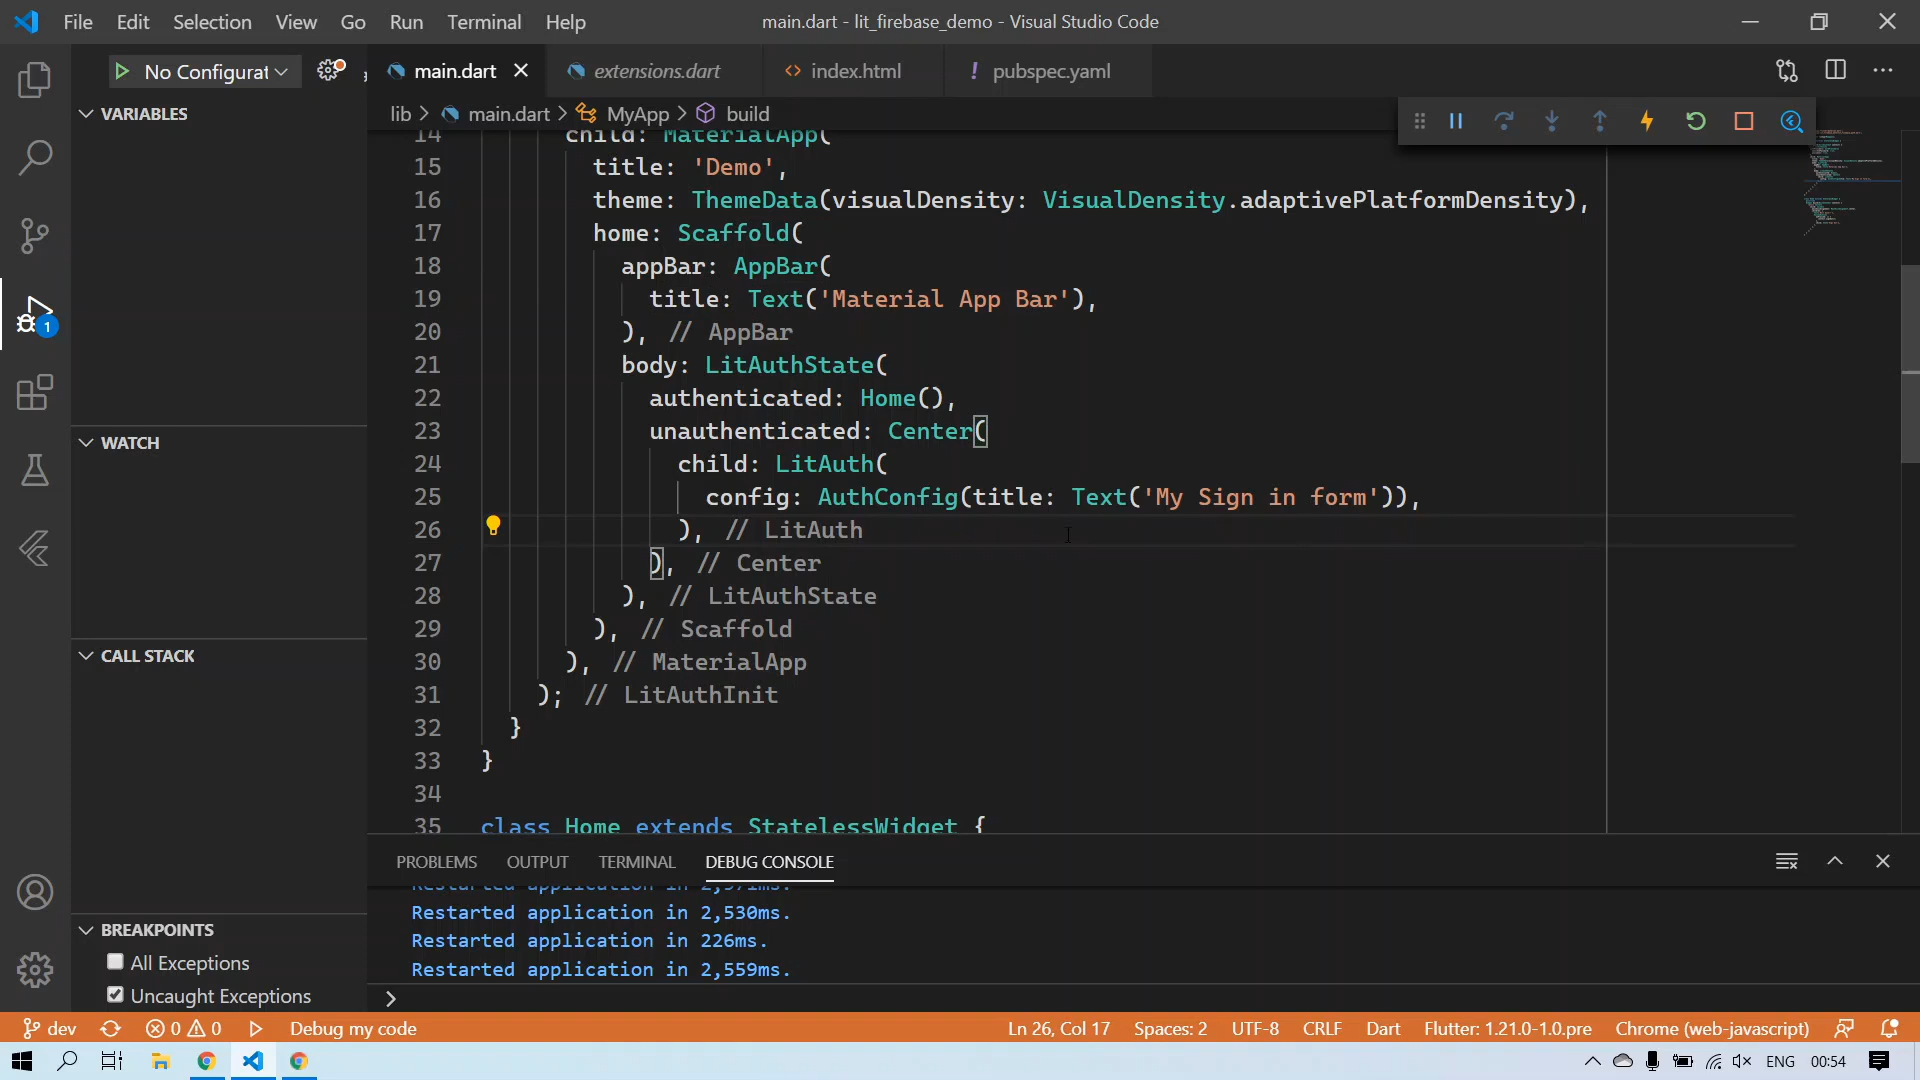 File Edit Selection View Go Run Terminal Help
main.dart - lit_firebase_demo - Visual Studio Code
No Configurat
main.dart
extensions.dart
index.html
pubspec.yaml
VARIABLES
lib > main.dart > MyApp > build
14 child: MaterialApp(
15 title: 'Demo',
16 theme: ThemeData(visualDensity: VisualDensity.adaptivePlatformDensity),
17 home: Scaffold(
18 appBar: AppBar(
19 title: Text('Material App Bar'),
20 ), // AppBar
21 body: LitAuthState(
22 authenticated: Home(),
23 unauthenticated: Center(
24 child: LitAuth(
25 config: AuthConfig(title: Text('My Sign in form')),
26 ), // LitAuth
27 ), // Center
28 ), // LitAuthState
29 ), // Scaffold
30 ), // MaterialApp
31 ); // LitAuthInit
32 }
33 }
34
35 class Home extends StatelessWidget {
1
WATCH
CALL STACK
BREAKPOINTS
All Exceptions
Uncaught Exceptions
PROBLEMS OUTPUT TERMINAL DEBUG CONSOLE
Restarted application in 2,530ms.
Restarted application in 226ms.
Restarted application in 2,559ms.
>
dev 0 0 Debug my code Ln 26, Col 17 Spaces: 2 UTF-8 CRLF Dart Flutter: 1.21.0-1.0.pre Chrome (web-javascript)
ENG 00:54